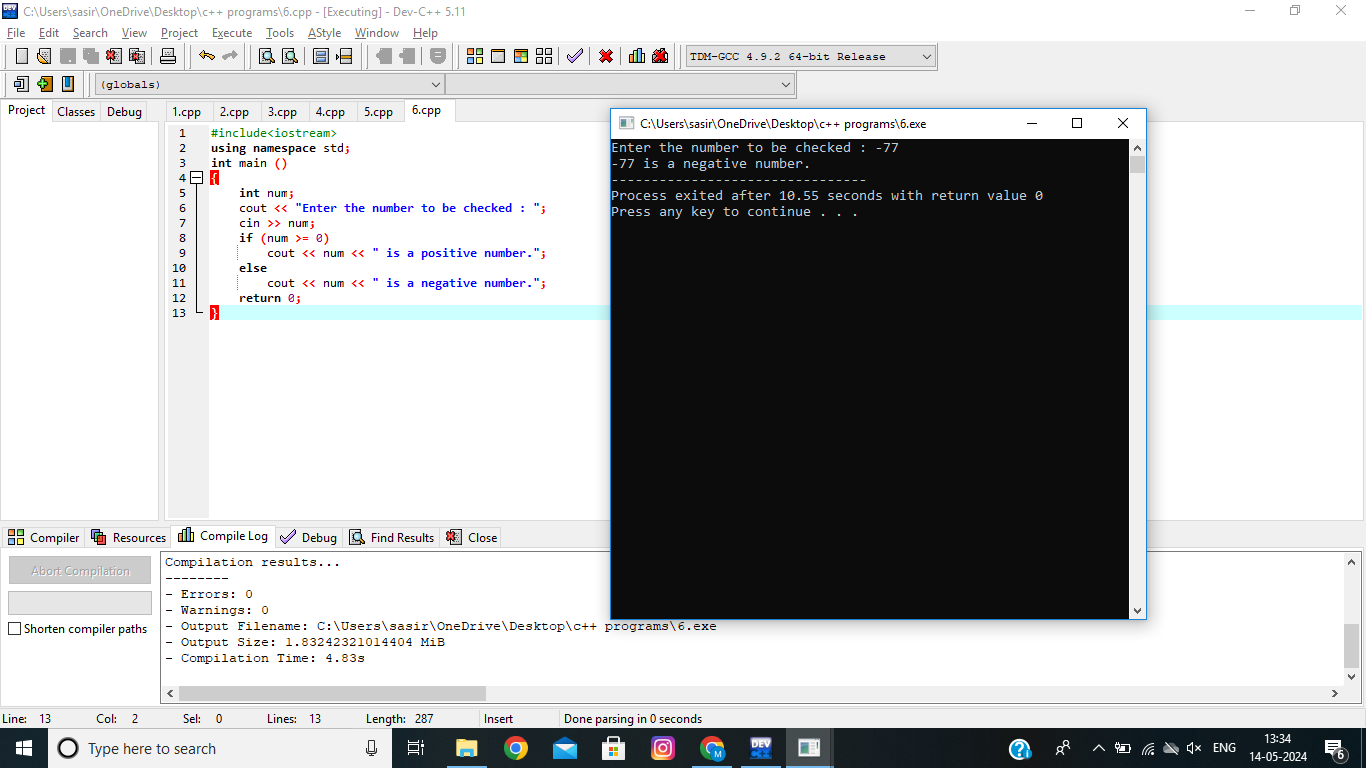 C:\Users\sasir\OneDrive\Desktop\c++ programs\6.cpp - [Executing] - Dev-C++ 5.11
File Edit Search View Project Execute Tools AStyle Window Help
TDM-GCC 4.9.2 64-bit Release
(globals)
Project Classes Debug
1.cpp 2.cpp 3.cpp 4.cpp 5.cpp 6.cpp
1 #include<iostream>
2 using namespace std;
3 int main ()
4 {
5 int num;
6 cout << "Enter the number to be checked : ";
7 cin >> num;
8 if (num >= 0)
9 cout << num << " is a positive number.";
10 else
11 cout << num << " is a negative number.";
12 return 0;
13 }
C:\Users\sasir\OneDrive\Desktop\c++ programs\6.exe
Enter the number to be checked : -77
-77 is a negative number.
--------------------------------
Process exited after 10.55 seconds with return value 0
Press any key to continue . . .
Compiler Resources Compile Log Debug Find Results Close
Abort Compilation
Shorten compiler paths
Compilation results...
--------
- Errors: 0
- Warnings: 0
- Output Filename: C:\Users\sasir\OneDrive\Desktop\c++ programs\6.exe
- Output Size: 1.83242321014404 MiB
- Compilation Time: 4.83s
Line: 13 Col: 2 Sel: 0 Lines: 13 Length: 287 Insert Done parsing in 0 seconds
Type here to search
DEV
M
ENG
13:34
14-05-2024
6